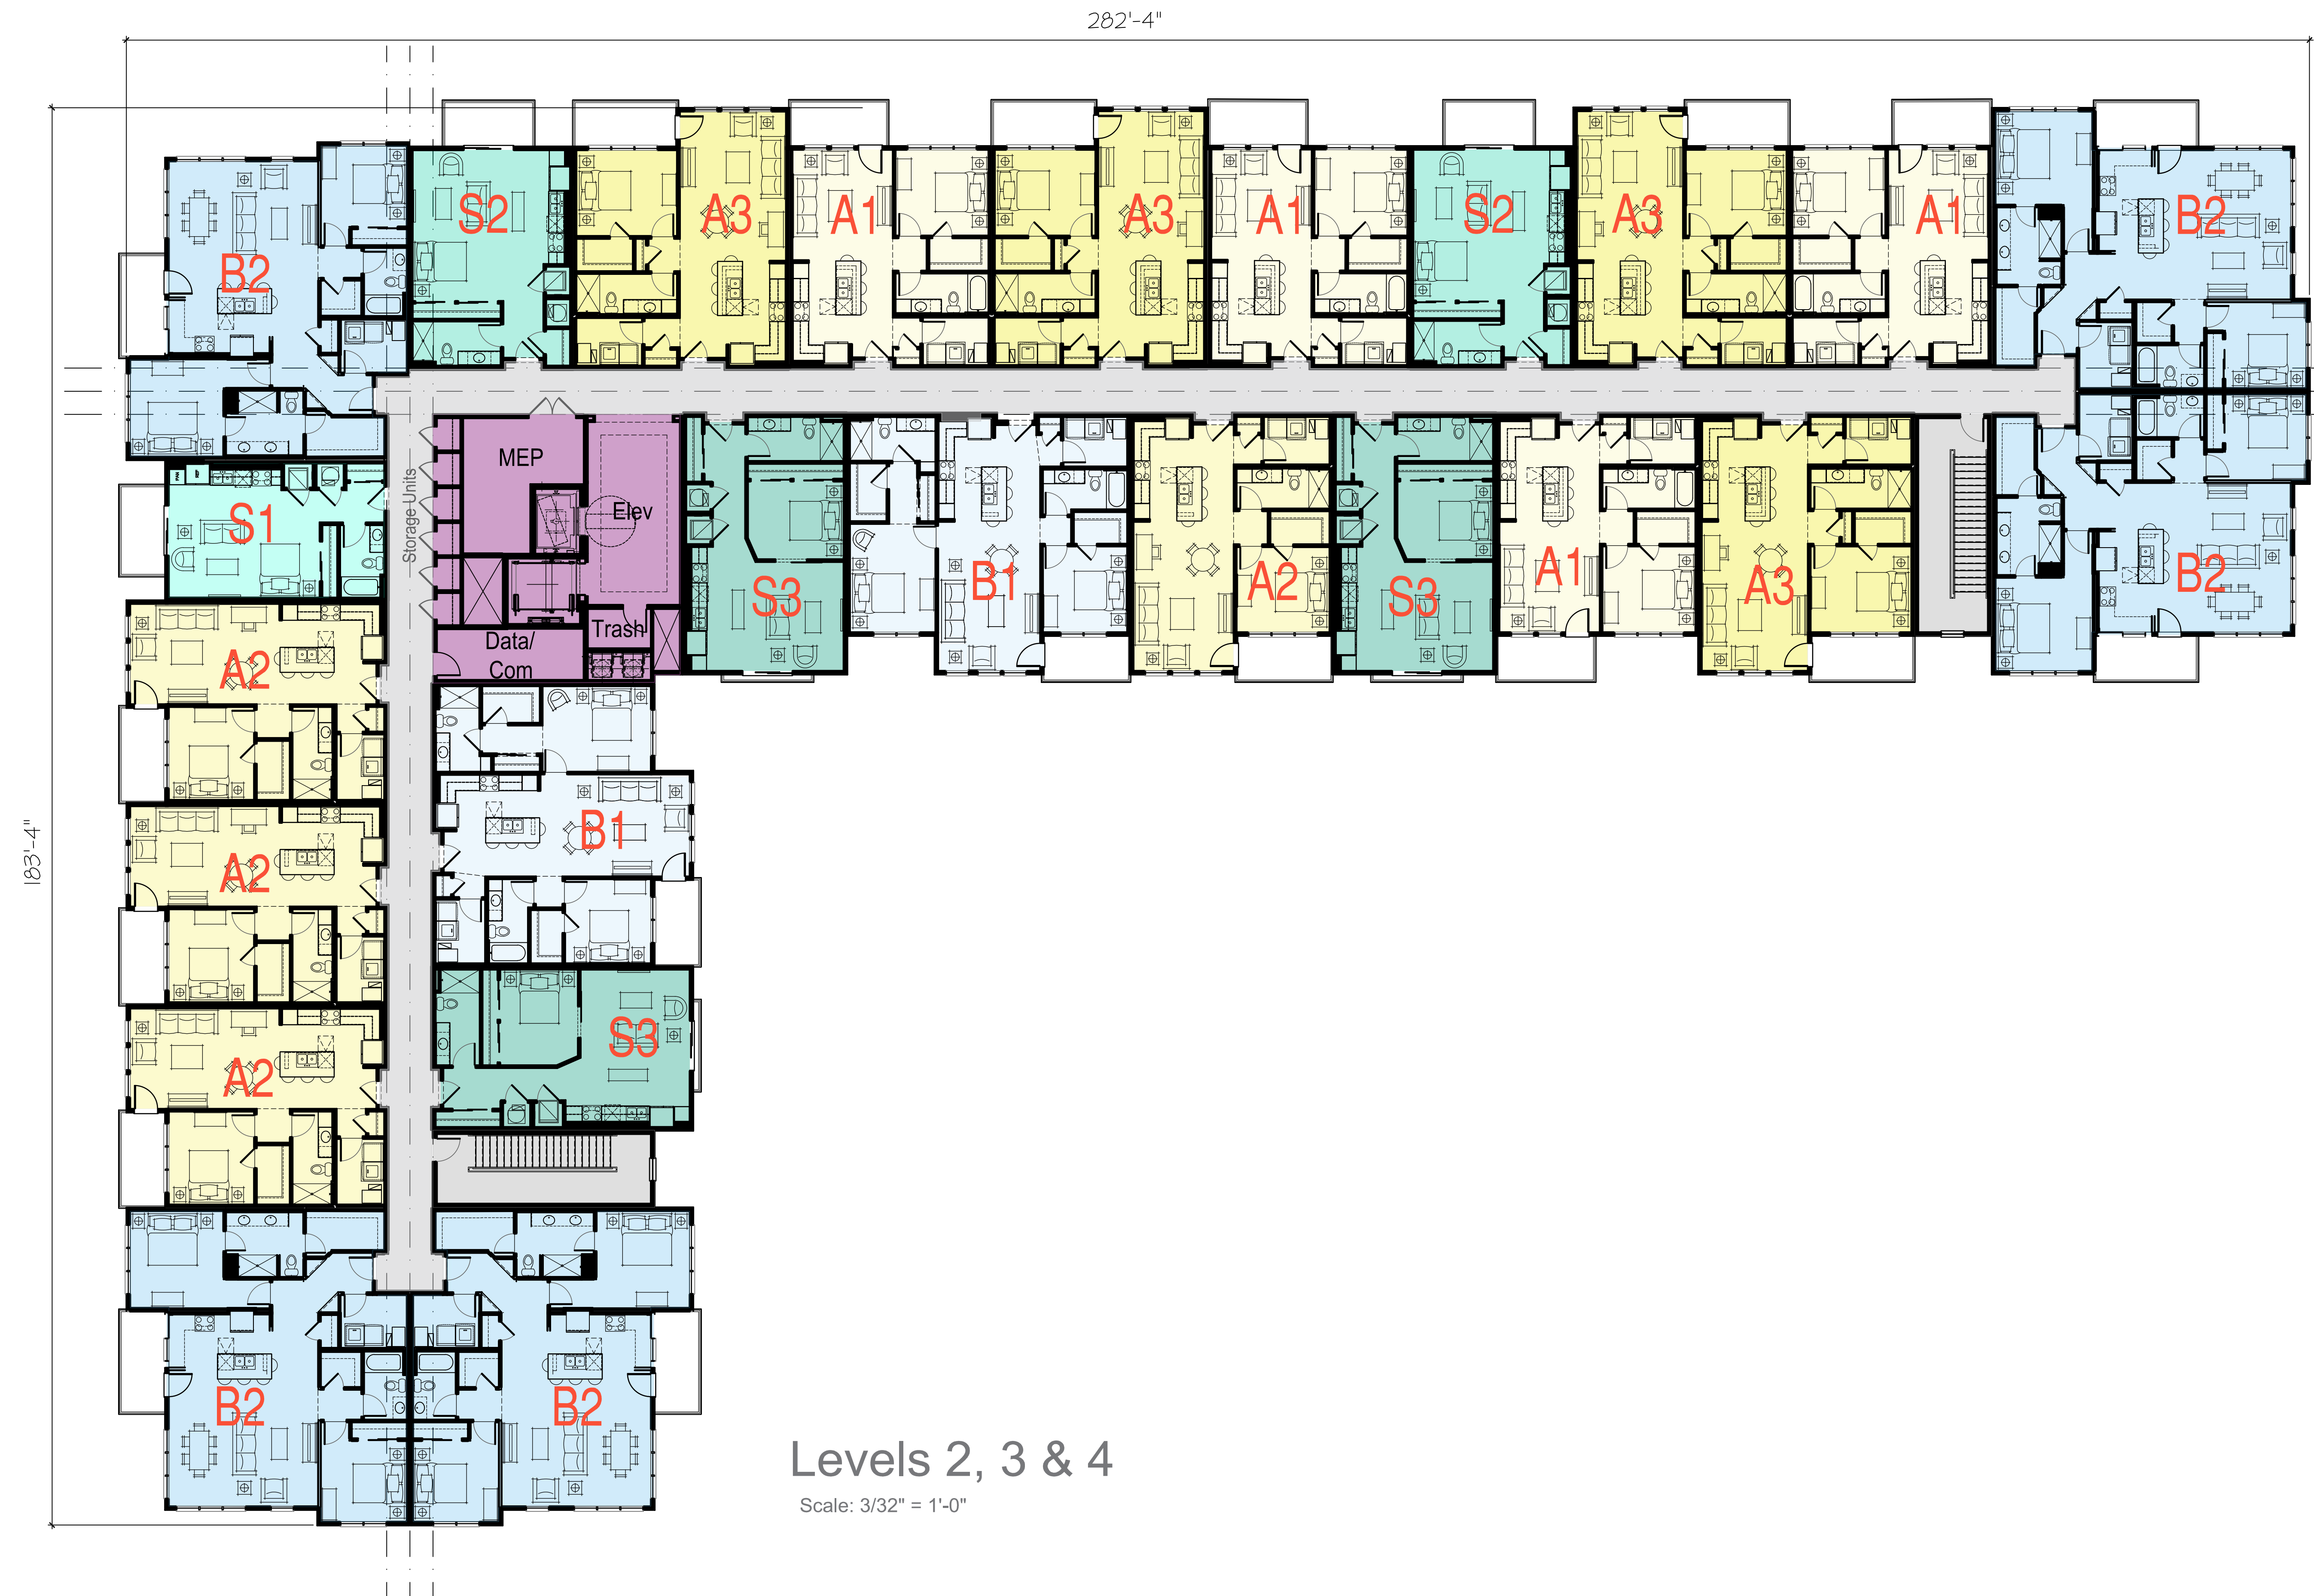 282'-4"
S2
A3
A1
A3
A1
S2
A3
A1
B2
B2
MEP
Elev
Storage Units
S1
S3
B1
A2
S3
A1
A3
B2
Trash
Data/
Com
A2
183'-4"
B1
A2
S3
A2
B2
B2
Levels 2, 3 & 4
Scale: 3/32" = 1'-0"